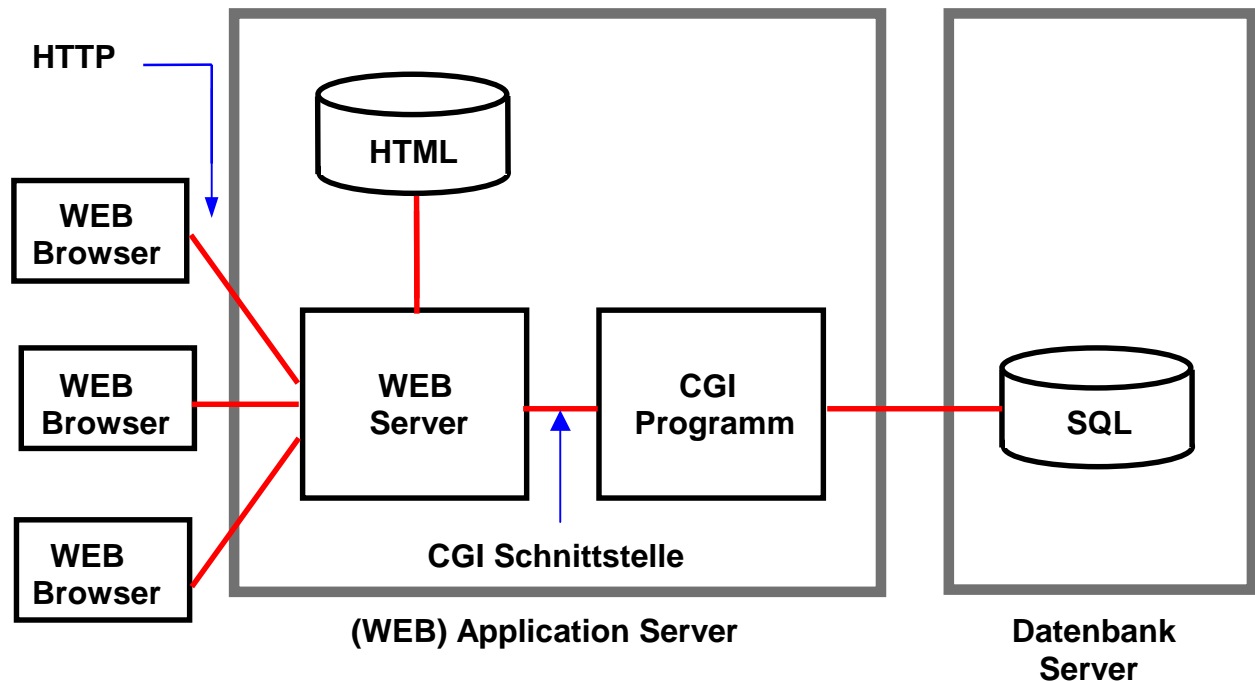 HTTP
HTML
WEB
Browser
WEB
Browser
WEB
Browser
WEB
Server
CGI
Programm
SQL
CGI Schnittstelle
(WEB) Application Server
Datenbank
Server